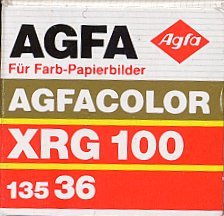 AGFA
Agfa
Für Farb-Papierbilder
AGFACOLOR
XRG 100
135 36